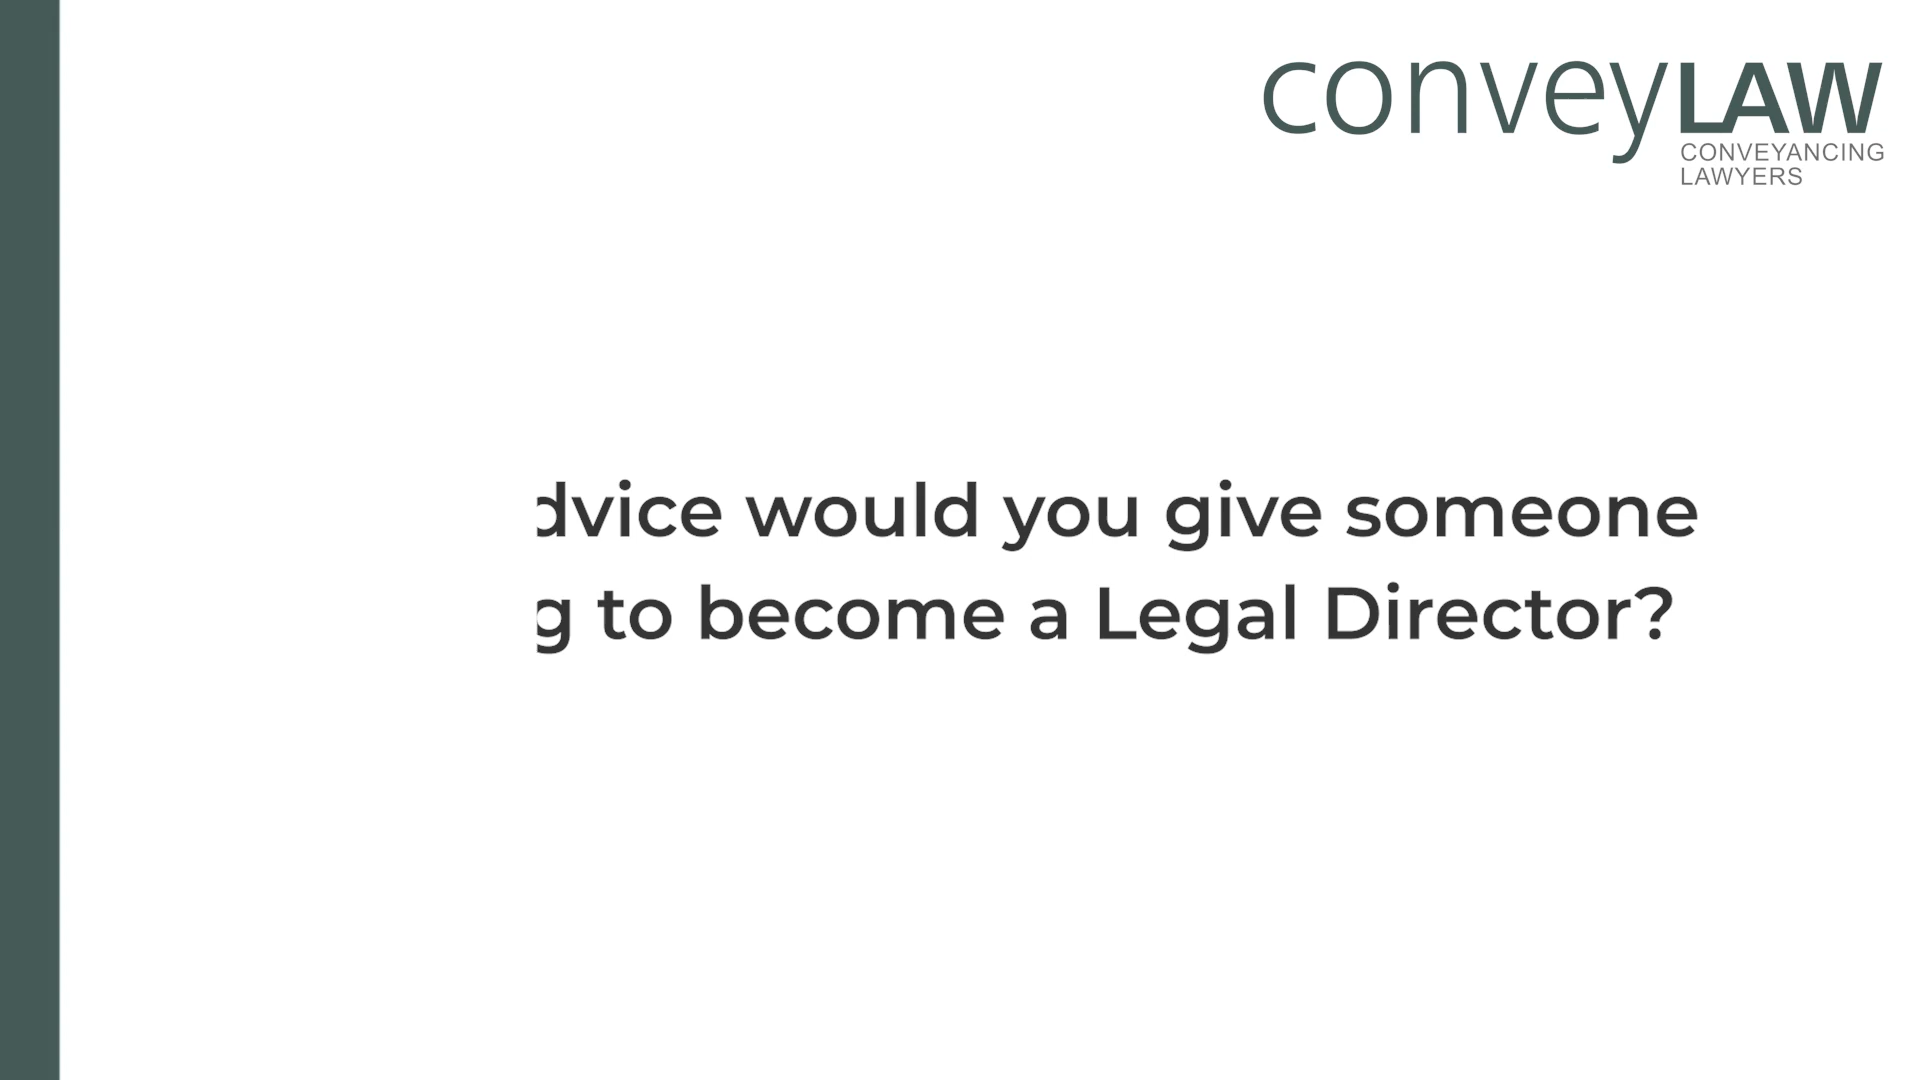 conveyLAW
CONVEYANCING
LAWYERS
dvice would you give someone
g to become a Legal Director?